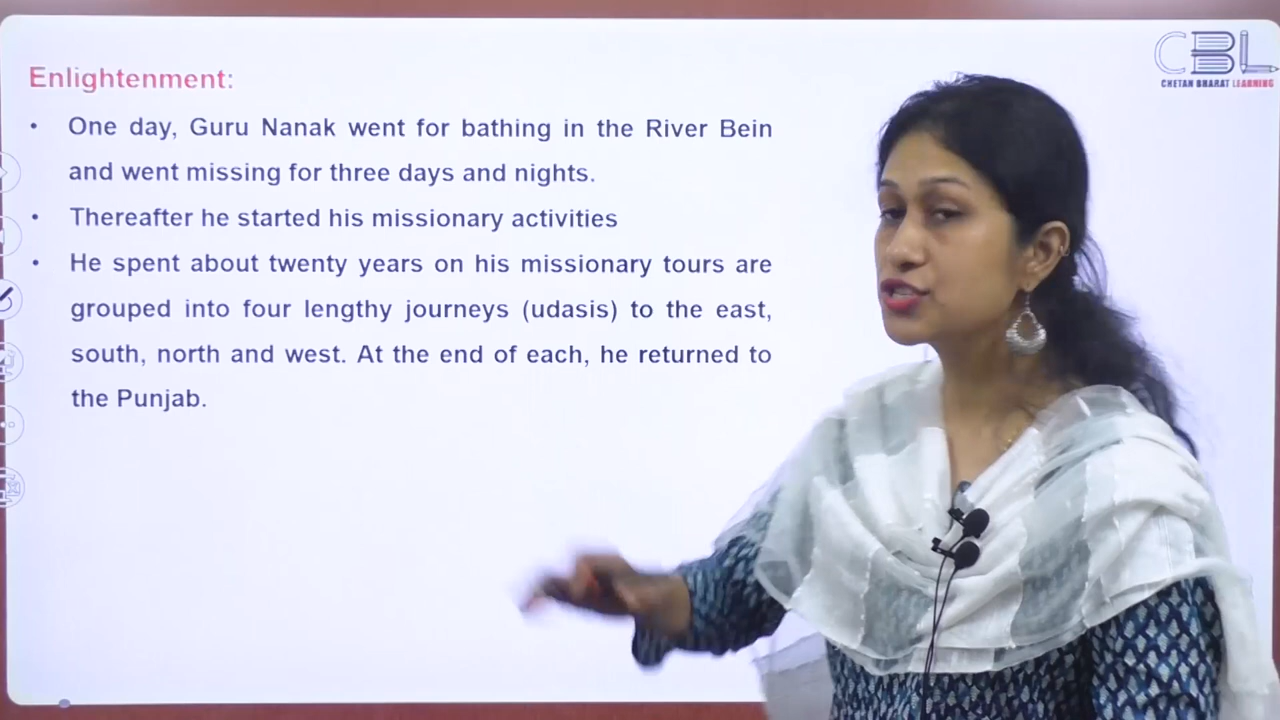 CBL
CHETAN BHARAT LEARNING
Enlightenment:
• One day, Guru Nanak went for bathing in the River Bein
and went missing for three days and nights.
• Thereafter he started his missionary activities
• He spent about twenty years on his missionary tours are
grouped into four lengthy journeys (udasis) to the east,
south, north and west. At the end of each, he returned to
the Punjab.